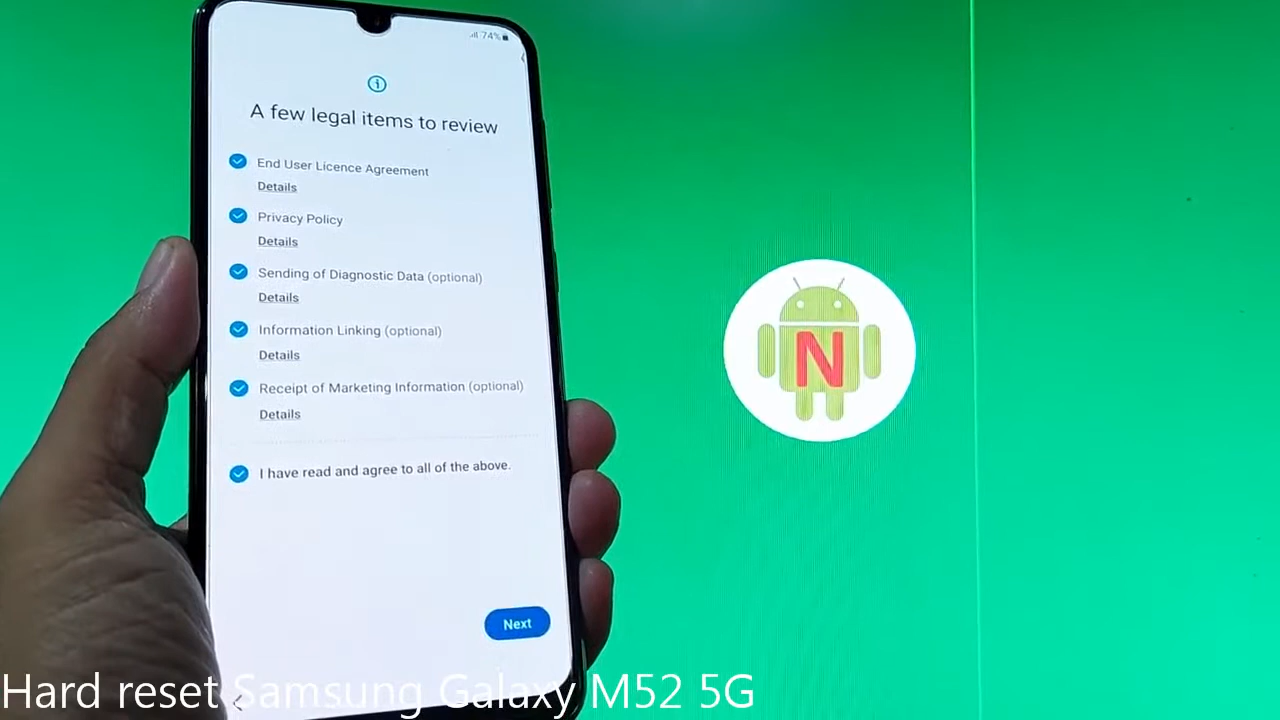 74%
A few legal items to review
End User Licence Agreement
Details
Privacy Policy
Details
Sending of Diagnostic Data (optional)
Details
Information Linking (optional)
Details
Receipt of Marketing Information (optional)
Details
I have read and agree to all of the above.
Next
N
Hard reset Samsung Galaxy M52 5G